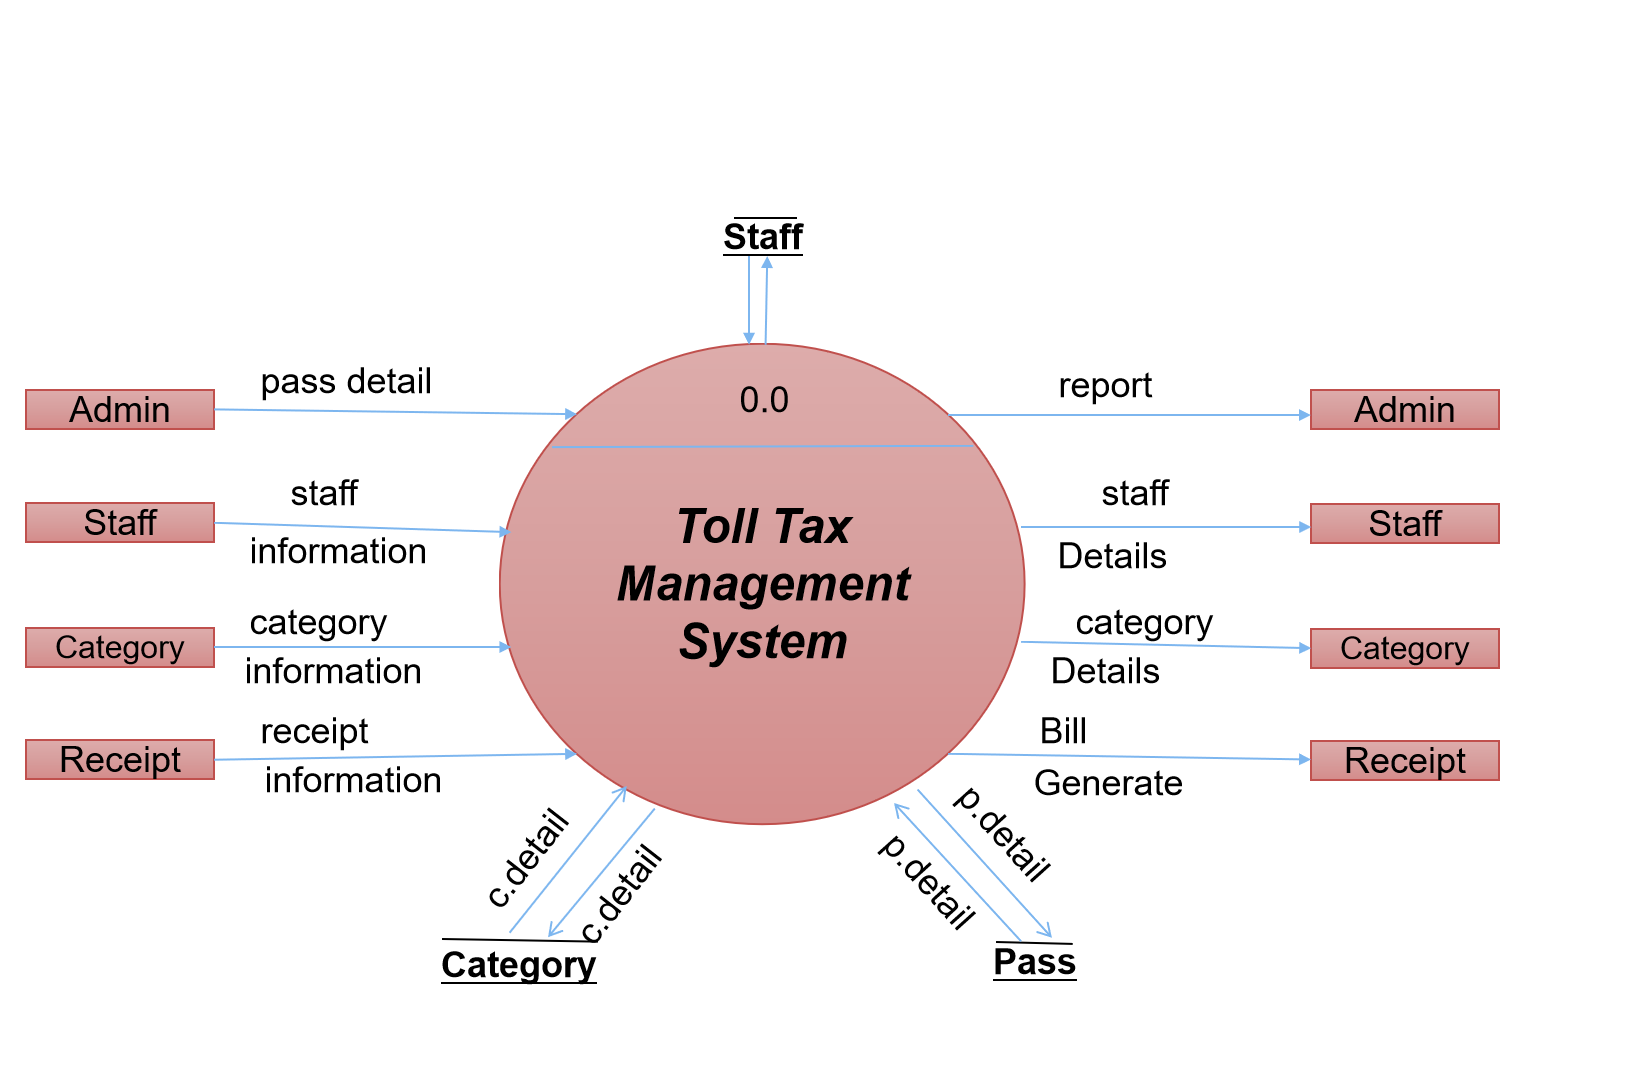 Staff
pass detail
0.0
report
Admin
Admin
staff
staff
Staff
information
Toll Tax
Details
Staff
Management
category
category
Category
information
System
Details
Category
receipt
Bill
Receipt
information
Generate
Receipt
c.detail
c.detail
p.detail
p.detail
Category
Pass